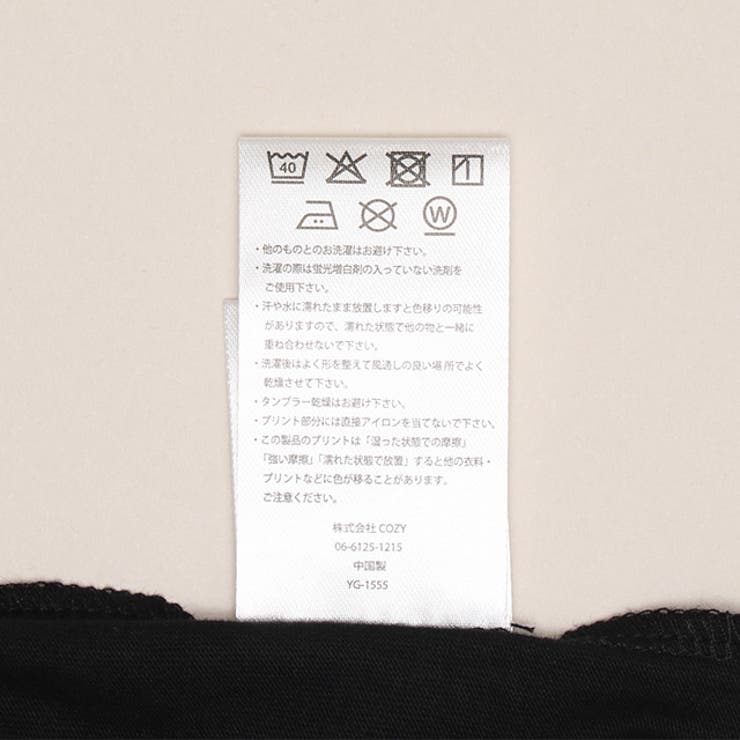 40
W
・他のものとのお洗濯はお避け下さい。
・洗濯の際は蛍光増白剤の入っていない洗剤を
ご使用下さい。
・汗や水に濡れたまま放置しますと色移りの可能性
がありますので、濡れた状態で他の物と一緒に
重ね合わせないで下さい。
・洗濯後はよく形を整えて風通しの良い場所でよく
乾燥させて下さい。
・タンブラー乾燥はお避け下さい。
・プリント部分には直接アイロンを当てないで下さい。
・この製品のプリントは「湿った状態での摩擦」
「強い摩擦」「濡れた状態で放置」すると他の衣料・
プリントなどに色が移ることがあります。
ご注意ください。
株式会社 COZY
06-6125-1215
中国製
YG-1555